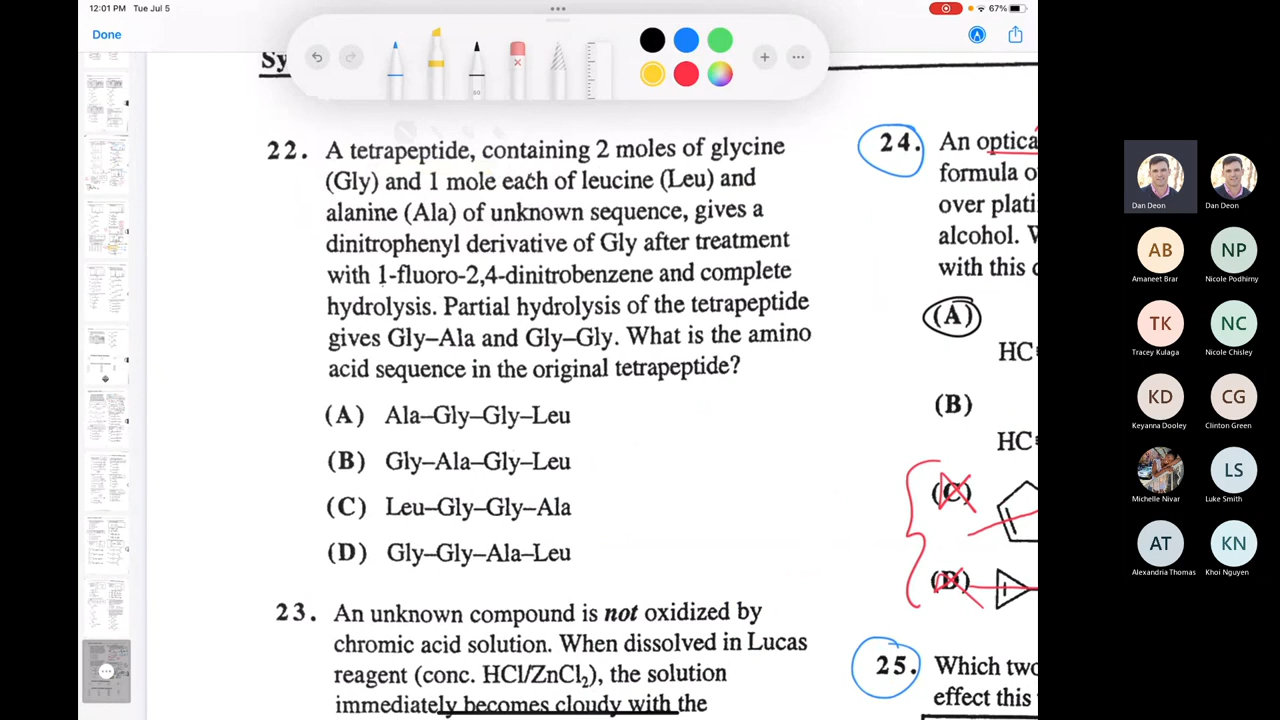 12:01 PM Tue Jul 5
67%
Done
Sy
22. A tetrapeptide, containing 2 moles of glycine
(Gly) and 1 mole each of leucine (Leu) and
alanine (Ala) of unknown sequence, gives a
dinitrophenyl derivative of Gly after treatment
with 1-fluoro-2,4-dinitrobenzene and complete
hydrolysis. Partial hydrolysis of the tetrapeptide
gives Gly–Ala and Gly–Gly. What is the amino
acid sequence in the original tetrapeptide?
(A) Ala–Gly–Gly–Leu
(B) Gly–Ala–Gly–Leu
(C) Leu–Gly–Gly–Ala
(D) Gly–Gly–Ala–Leu
23. An unknown compound is not oxidized by
chromic acid solution. When dissolved in Lucas
reagent (conc. HCl/ZnCl₂), the solution
immediately becomes cloudy with the
24. An optica
formula o
over plati
alcohol. W
with this c
(A)
HC
(B)
HC
(C)
(D)
25. Which two
effect this
Dan Deon
Dan Deon
AB
Amaneet Brar
NP
Nicole Podhirny
TK
Tracey Kulaga
NC
Nicole Chisley
KD
Keyanna Dooley
CG
Clinton Green
Michelle Nivar
LS
Luke Smith
AT
Alexandria Thomas
KN
Khoi Nguyen